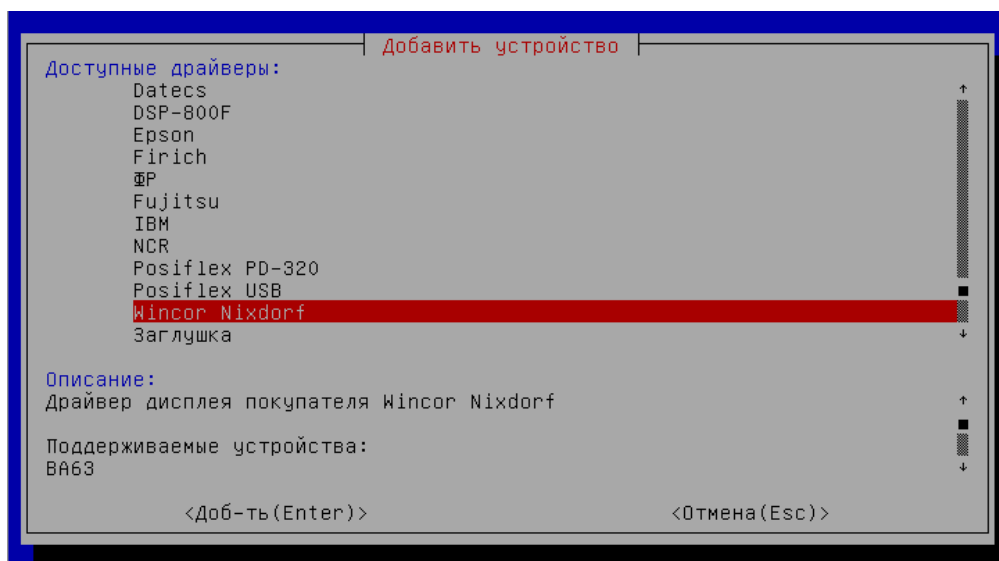 Добавить устройство
Доступные драйверы:
Datecs
DSP-800F
Epson
Firich
ФР
Fujitsu
IBM
NCR
Posiflex PD-320
Posiflex USB
Wincor Nixdorf
Заглушка
Описание:
Драйвер дисплея покупателя Wincor Nixdorf
Поддерживаемые устройства:
BA63
<Доб-ть(Enter)> <Отмена(Esc)>